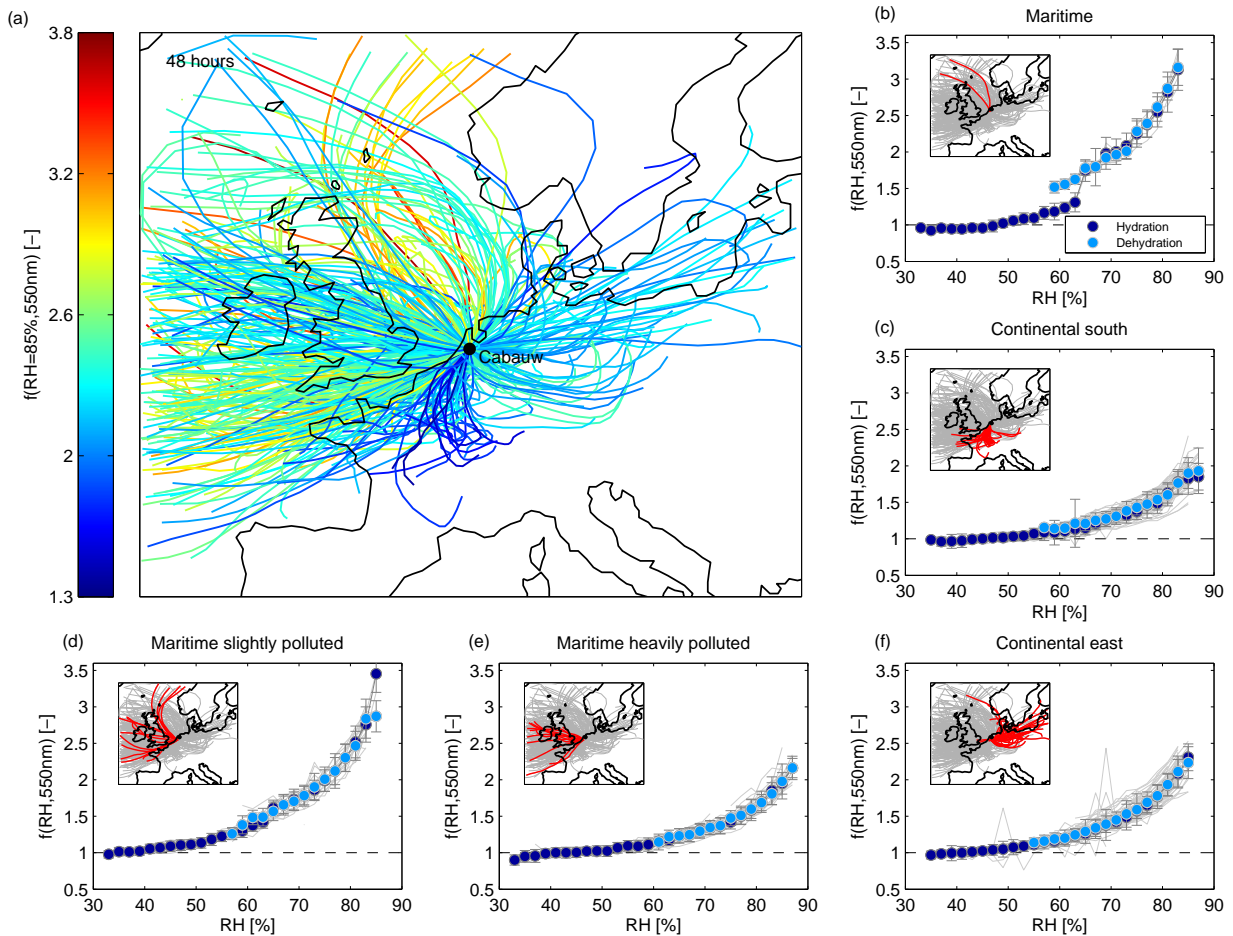 (a)
3.8
3.2
2.6
2
1.3
f(RH=85%,550nm) [–]
48 hours
Cabauw
(b)
Maritime
3.5
3
2.5
2
1.5
1
0.5
f(RH,550nm) [–]
Hydration
Dehydration
30 40 50 60 70 80 90
RH [%]
(c)
Continental south
3.5
3
2.5
2
1.5
1
0.5
f(RH,550nm) [–]
30 40 50 60 70 80 90
RH [%]
(d)
Maritime slightly polluted
3.5
3
2.5
2
1.5
1
0.5
f(RH,550nm) [–]
30 40 50 60 70 80 90
RH [%]
(e)
Maritime heavily polluted
3.5
3
2.5
2
1.5
1
0.5
f(RH,550nm) [–]
30 40 50 60 70 80 90
RH [%]
(f)
Continental east
3.5
3
2.5
2
1.5
1
0.5
f(RH,550nm) [–]
30 40 50 60 70 80 90
RH [%]